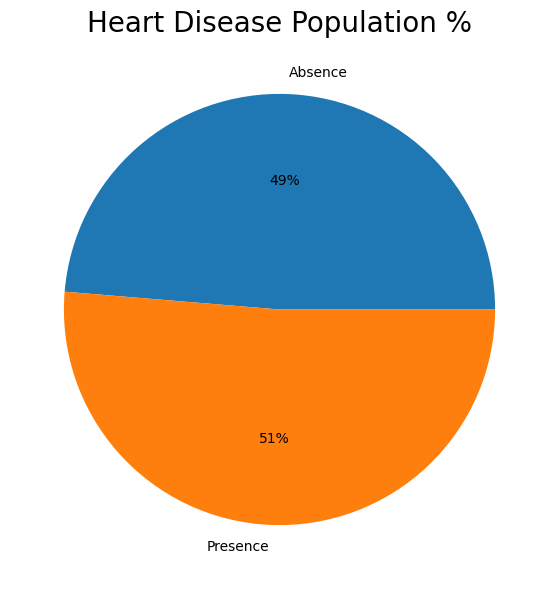 Heart Disease Population %
Absence
49%
51%
Presence